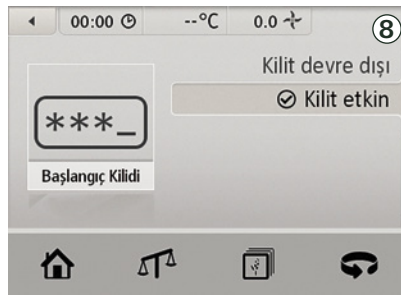 00:00 --°C 0.0
8
Kilit devre dışı
Kilit etkin
***_
Başlangıç Kilidi